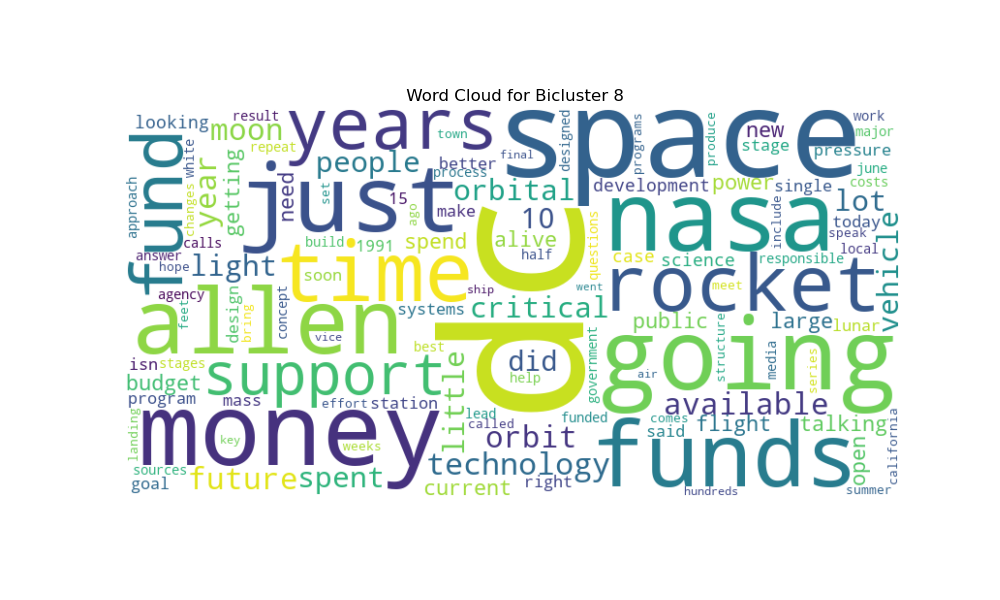 Word Cloud for Bicluster 8
looking
result
moon
repeat
years
town
final
space
designed
programs
produce
new
stage
work
major
pressure
june
costs
fund
white
approach
changes
year
getting
need
people
set
better
process
15
ago
just
orbital
make
10
alive
half
development
power
single
nasa
include
lot
today
speak
local
answer
calls
hope
light
build
1991
spend
soon
time
questions
went
case
science
responsible
meet
rocket
vehicle
agency
feet
design
bring
concept
vice
allen
ship
systems
critical
d c
did
help
best
government
public
structure
air
large
media
series
lunar
going
isn
stages
budget
program
mass
support
effort
station
little
lead
called
funded
comes
said
available
flight
talking
landing
money
key
weeks
orbit
technology
right
funds
open
california
sources
goal
future
spent
current
hundreds
summer